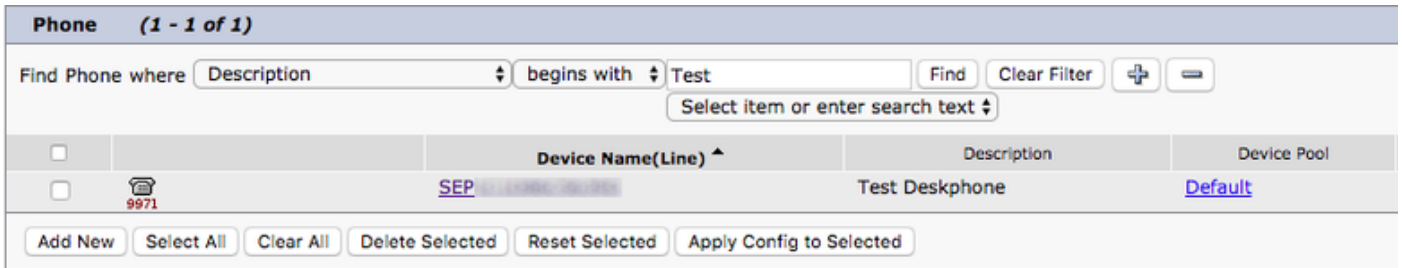 Phone (1 - 1 of 1)
Find Phone where Description begins with Test Find Clear Filter
Select item or enter search text
Device Name(Line) Description Device Pool
9971 SEP Test Deskphone Default
Add New Select All Clear All Delete Selected Reset Selected Apply Config to Selected